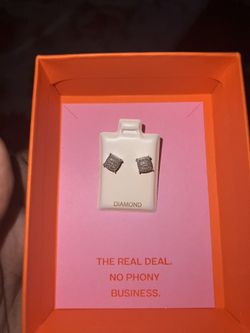 DIAMOND
THE REAL DEAL.
NO PHONY
BUSINESS.